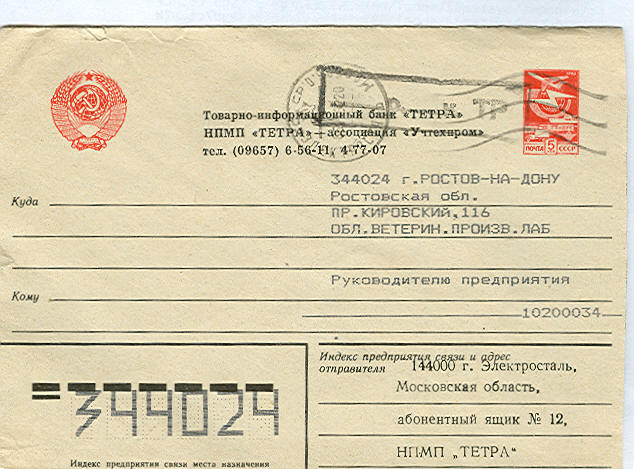 Товарно-информационный банк «ТЕТРА»
НПМП «ТЕТРА» — ассоциация «Учтехпром»
тел. (09657) 6-56-11, 4-77-07
ПОЧТА 5 СССР
344024 г.РОСТОВ-НА-ДОНУ
Ростовская обл.
Куда
ПР.КИРОВСКИЙ,116
ОБЛ.ВЕТЕРИН.ПРОИЗВ.ЛАБ
Руководителю предприятия
Кому
10200034
Индекс предприятия связи и адрес
отправителя
144000 г. Электросталь,
Московская область,
абонентный ящик № 12,
НПМП „ТЕТРА“
344024
Индекс предприятия связи места назначения